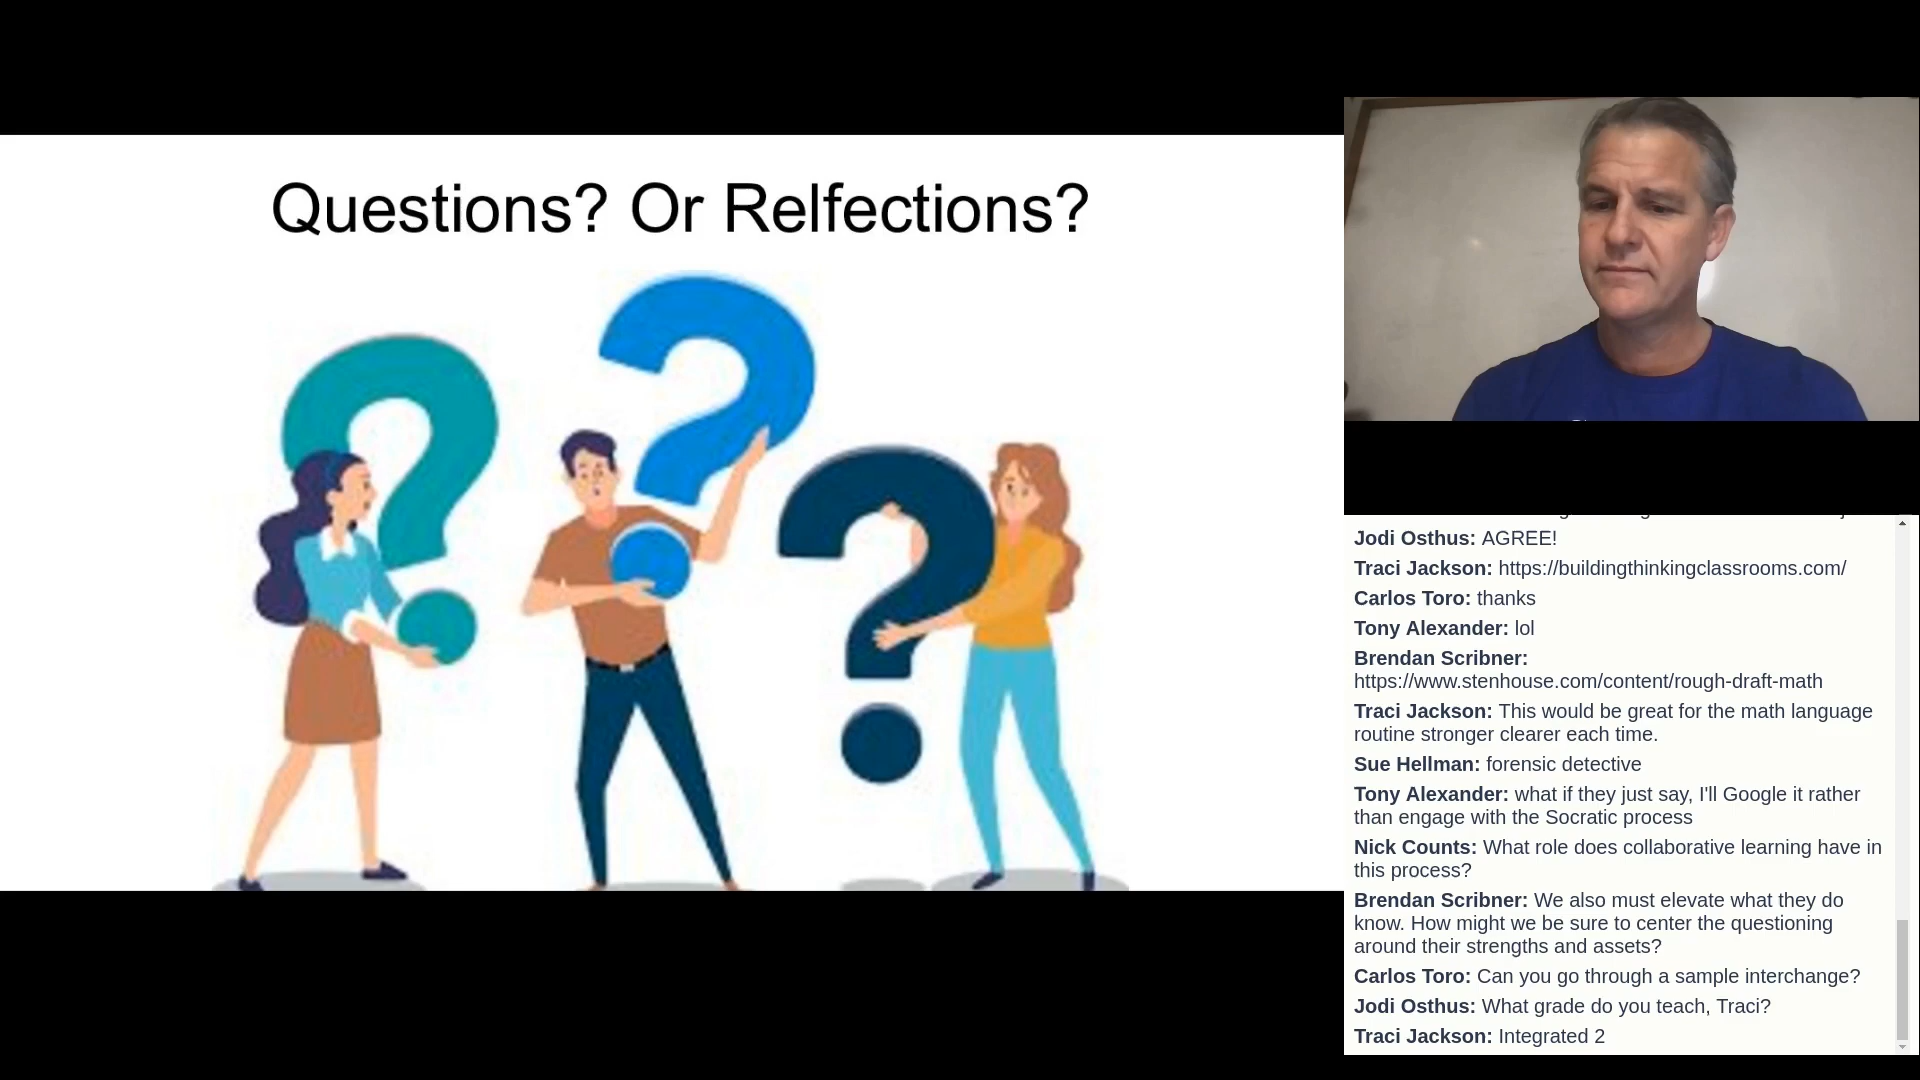 Questions? Or Relfections?
Jodi Osthus: AGREE!
Traci Jackson: https://buildingthinkingclassrooms.com/
Carlos Toro: thanks
Tony Alexander: lol
Brendan Scribner:
https://www.stenhouse.com/content/rough-draft-math
Traci Jackson: This would be great for the math language
routine stronger clearer each time.
Sue Hellman: forensic detective
Tony Alexander: what if they just say, I'll Google it rather
than engage with the Socratic process
Nick Counts: What role does collaborative learning have in
this process?
Brendan Scribner: We also must elevate what they do
know. How might we be sure to center the questioning
around their strengths and assets?
Carlos Toro: Can you go through a sample interchange?
Jodi Osthus: What grade do you teach, Traci?
Traci Jackson: Integrated 2